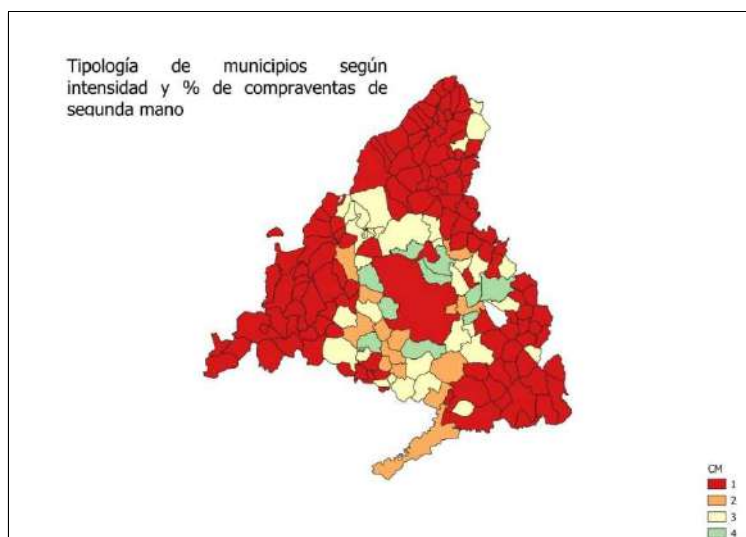 Tipología de municipios según
intensidad y % de compraventas de
segunda mano
CM
1
2
3
4